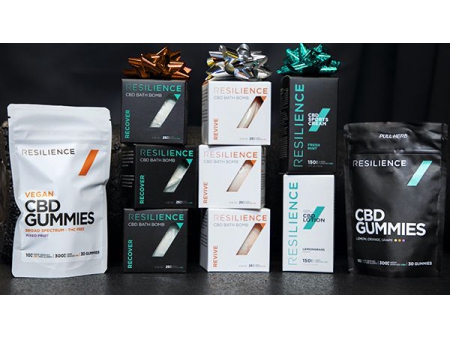 RESILIENCE
VEGAN
CBD
GUMMIES
BROAD SPECTRUM - THC FREE
MIXED FRUIT
30 GUMMIES
RESILIENCE
CBD BATH BOMB
RECOVER
RESILIENCE
CBD BATH BOMB
RECOVER
RESILIENCE
CBD BATH BOMB
RECOVER
RESILIENCE
CBD BATH BOMB
REVIVE
RESILIENCE
CBD BATH BOMB
REVIVE
RESILIENCE
CBD BATH BOMB
REVIVE
RESILIENCE
CBD
SPORTS
CREAM
FRESH
MINT
RESILIENCE
CBD
LOTION
LEMONGRASS
RESILIENCE
CBD
GUMMIES
LEMON, ORANGE, GRAPE
30 GUMMIES